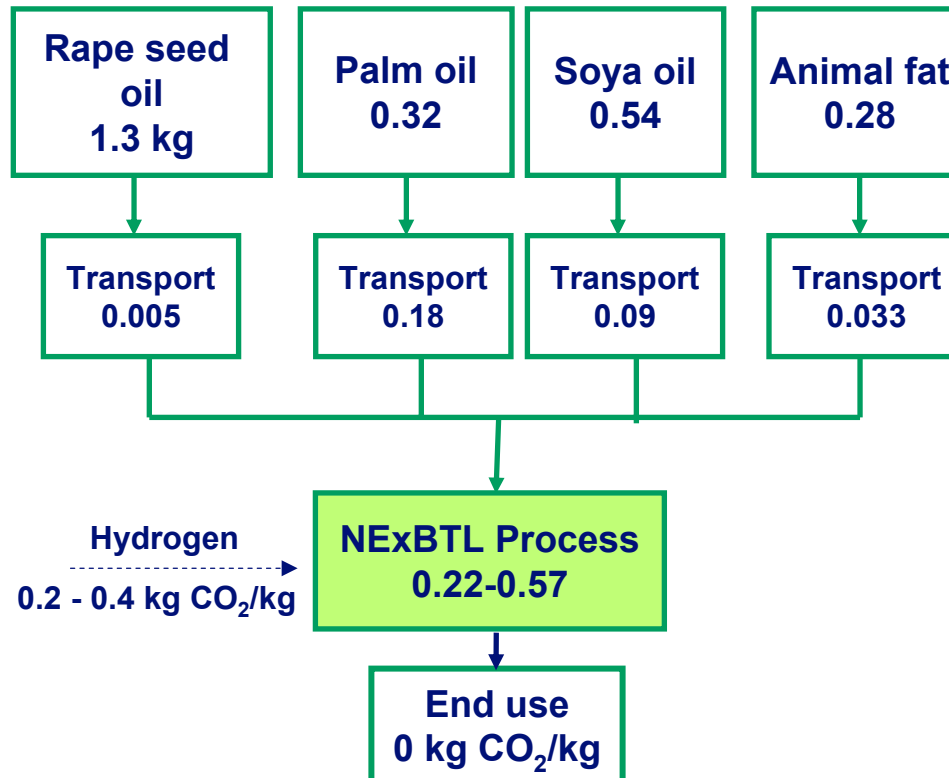 Rape seed
oil
1.3 kg
Palm oil
0.32
Soya oil
0.54
Animal fat
0.28
Transport
0.005
Transport
0.18
Transport
0.09
Transport
0.033
Hydrogen
0.2 - 0.4 kg CO₂/kg
NExBTL Process
0.22-0.57
End use
0 kg CO₂/kg